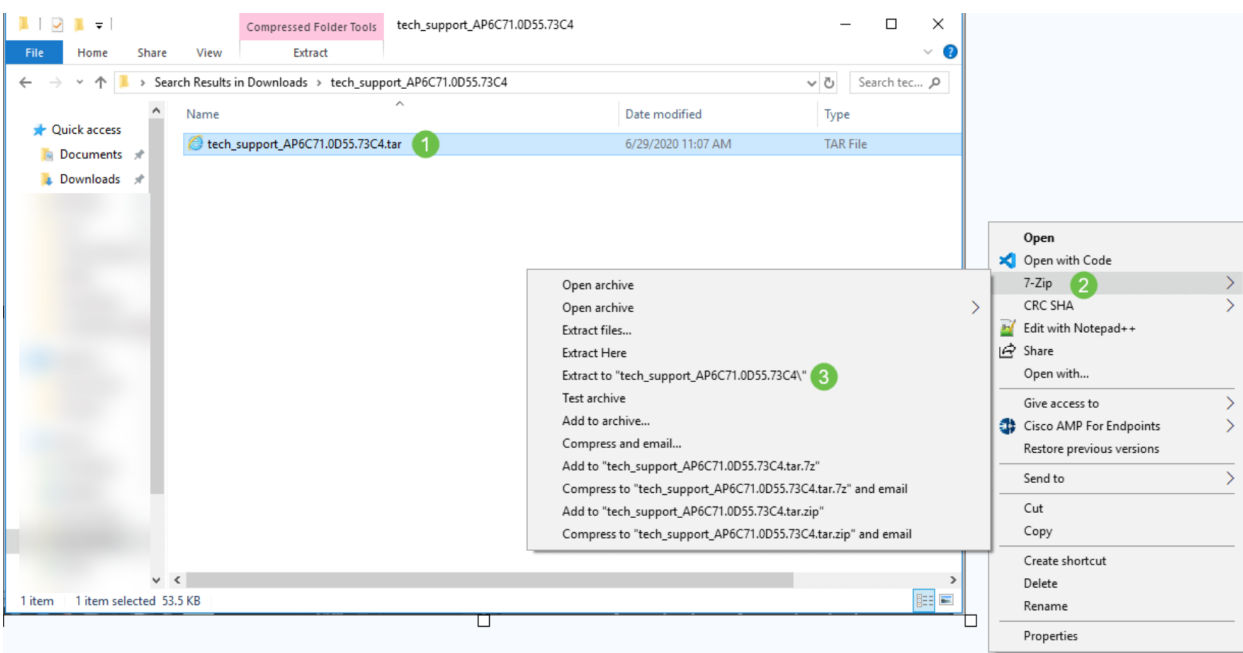 Compressed Folder Tools tech_support_AP6C71.0D55.73C4
File Home Share View Extract
Search Results in Downloads > tech_support_AP6C71.0D55.73C4 Search tec...
Name Date modified Type
Quick access
tech_support_AP6C71.0D55.73C4.tar 1 6/29/2020 11:07 AM TAR File
Documents
Downloads
Open
Open with Code
7-Zip 2
CRC SHA
Edit with Notepad++
Share
Open with...
Give access to
Cisco AMP For Endpoints
Restore previous versions
Send to
Cut
Copy
Create shortcut
Delete
Rename
Properties
Open archive
Open archive
Extract files...
Extract Here
Extract to "tech_support_AP6C71.0D55.73C4\" 3
Test archive
Add to archive...
Compress and email...
Add to "tech_support_AP6C71.0D55.73C4.tar.7z"
Compress to "tech_support_AP6C71.0D55.73C4.tar.7z" and email
Add to "tech_support_AP6C71.0D55.73C4.tar.zip"
Compress to "tech_support_AP6C71.0D55.73C4.tar.zip" and email
1 item 1 item selected 53.5 KB